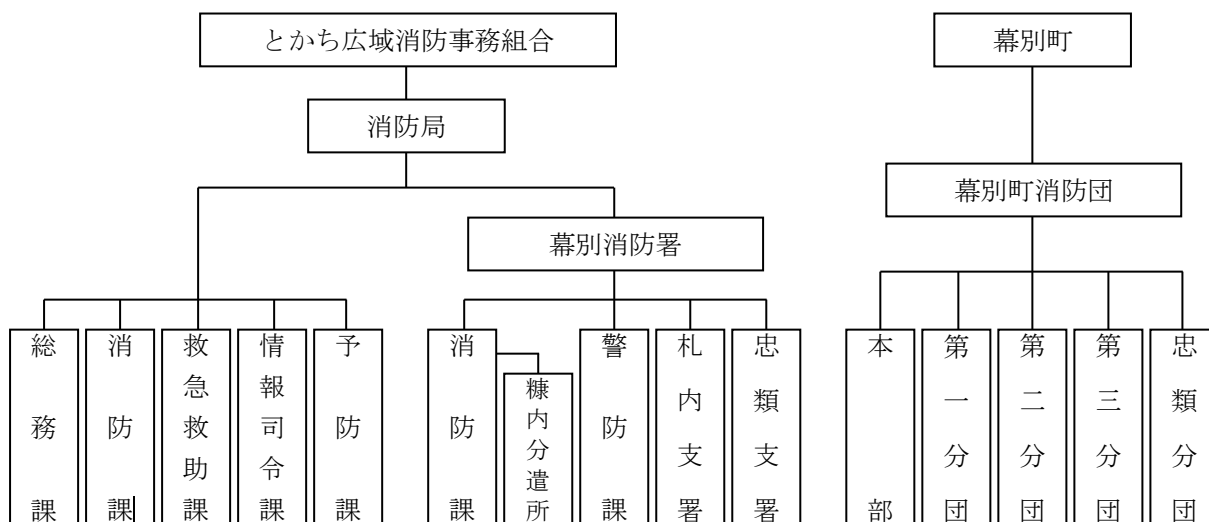 とかち広域消防事務組合
幕別町
消防局
幕別町消防団
幕別消防署
総務課
消防課
救急救助課
情報司令課
予防課
消防課
糠内分遣所
警防課
札内支署
忠類支署
本部
第一分団
第二分団
第三分団
忠類分団